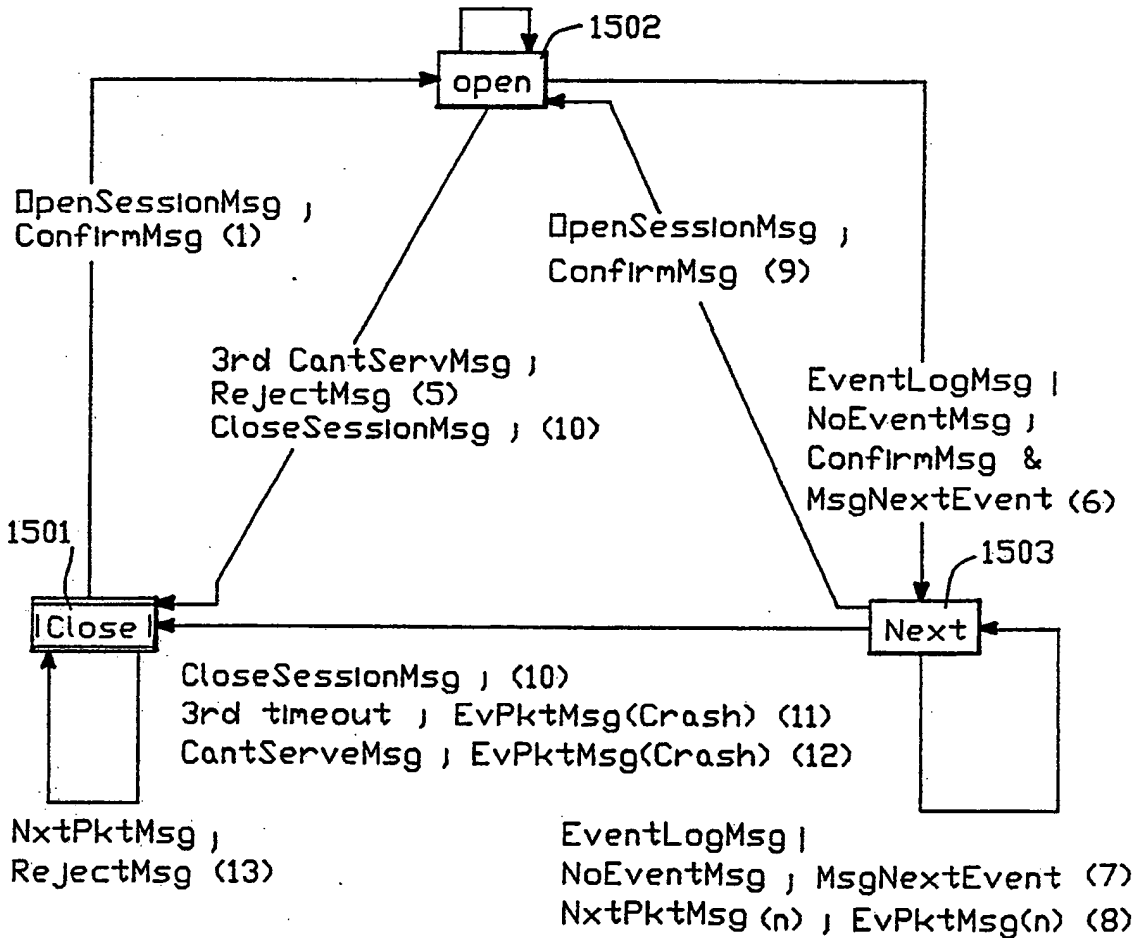 1502
open
OpenSessionMsg ;
ConfirmMsg (1)
OpenSessionMsg ;
ConfirmMsg (9)
3rd CantServMsg ;
RejectMsg (5)
CloseSessionMsg ; (10)
EventLogMsg |
NoEventMsg ;
ConfirmMsg &
MsgNextEvent (6)
1501
1503
|Close|
Next
CloseSessionMsg ; (10)
3rd timeout ; EvPktMsg(Crash) (11)
CantServeMsg ; EvPktMsg(Crash) (12)
NxtPktMsg ;
RejectMsg (13)
EventLogMsg |
NoEventMsg ; MsgNextEvent (7)
NxtPktMsg (n) ; EvPktMsg(n) (8)